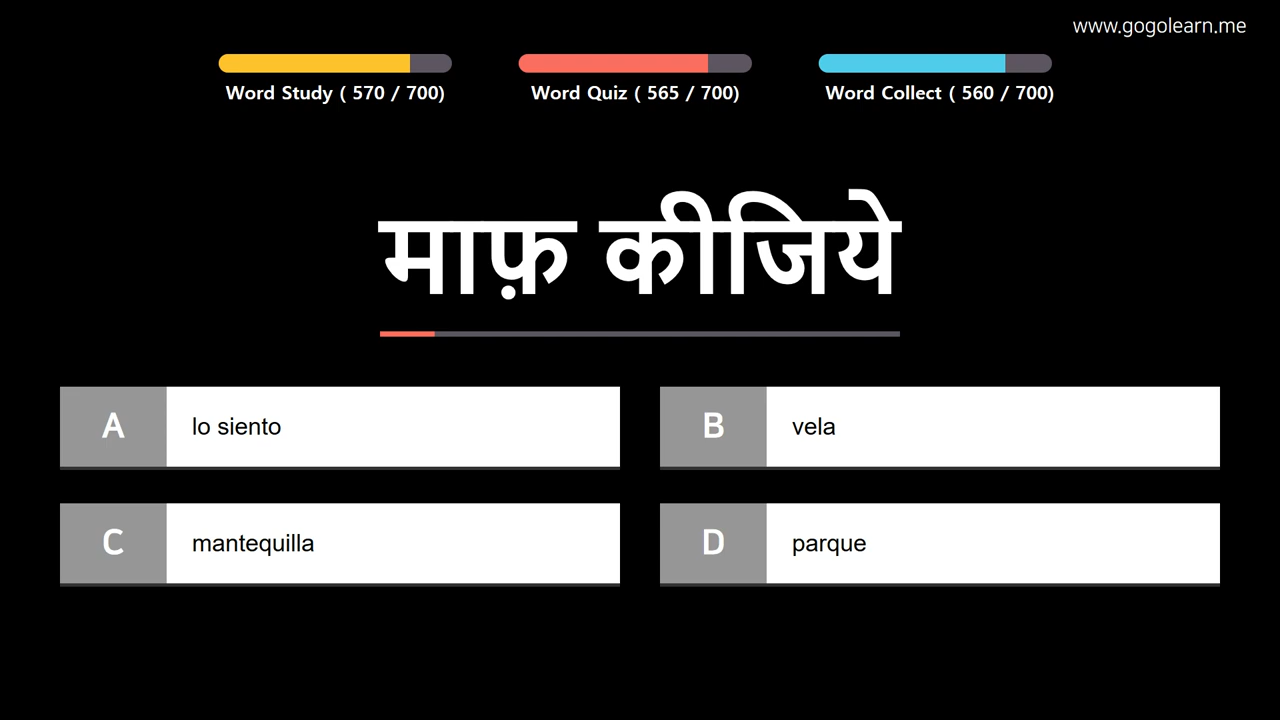 www.gogolearn.me
Word Study ( 570 / 700)
Word Quiz ( 565 / 700)
Word Collect ( 560 / 700)
माफ़ कीजिये
A lo siento
B vela
C mantequilla
D parque